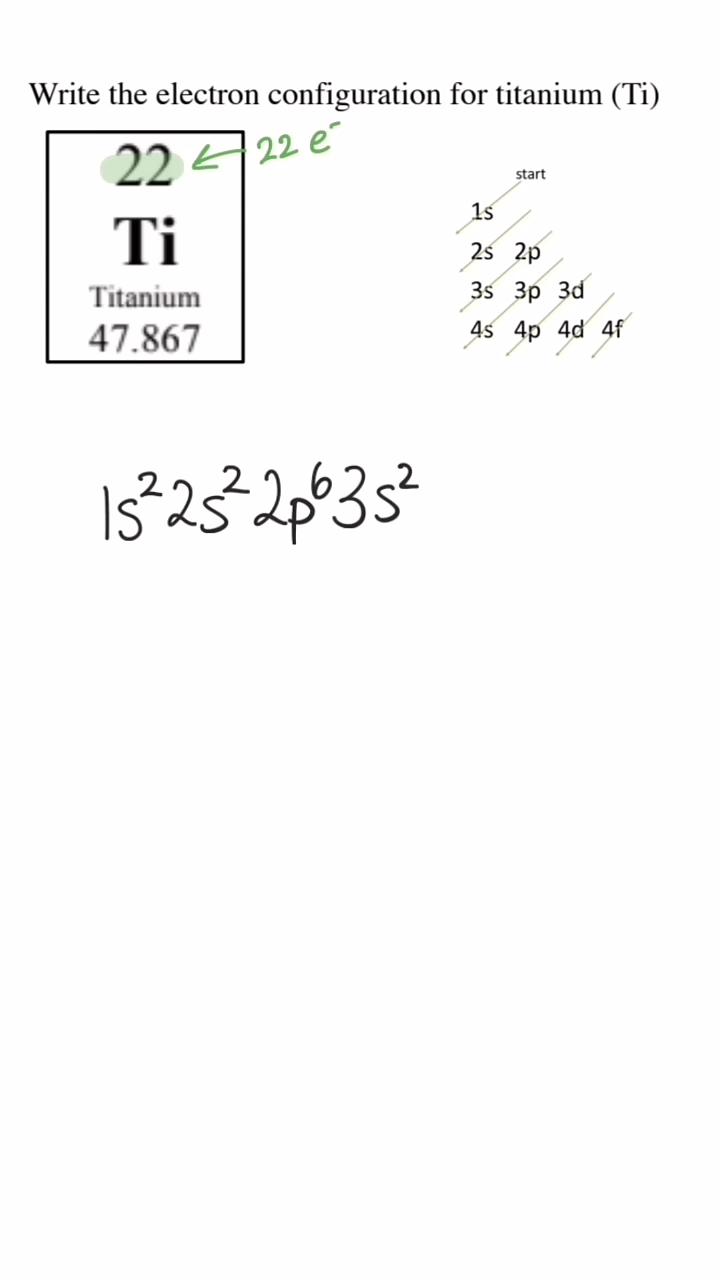 Write the electron configuration for titanium (Ti)
22
22 e⁻
Ti
Titanium
47.867
start
1s
2s 2p
3s 3p 3d
4s 4p 4d 4f
1s²2s²2p⁶3s²